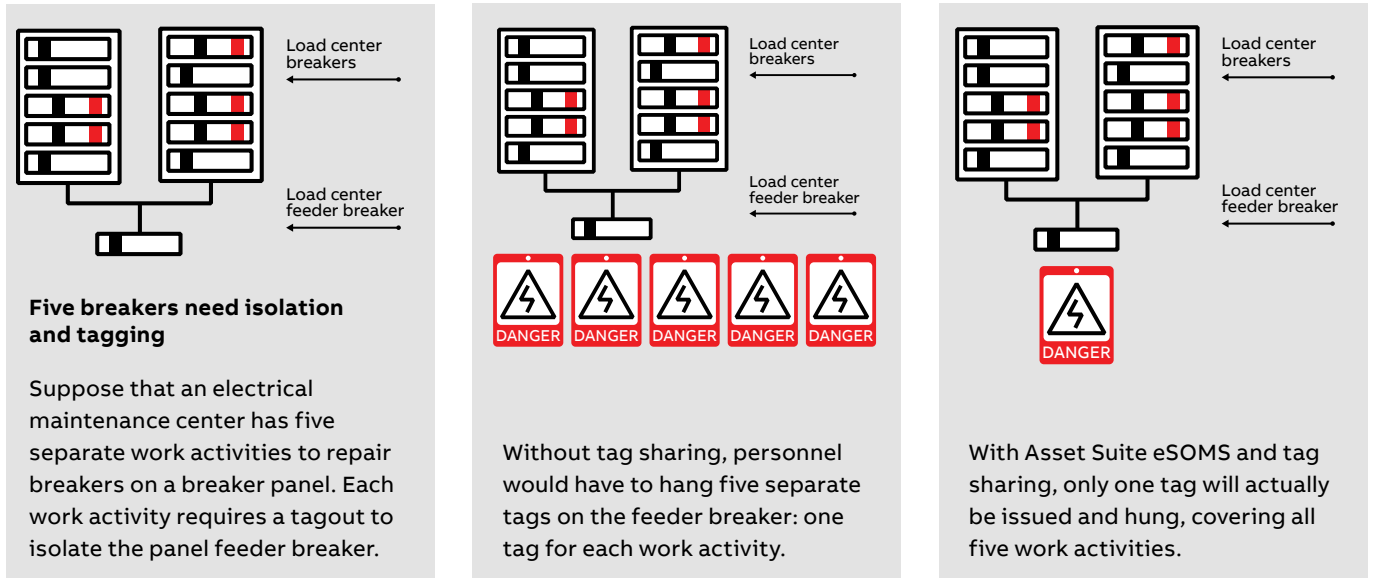 Load center
breakers
Load center
feeder breaker
Five breakers need isolation
and tagging
Suppose that an electrical
maintenance center has five
separate work activities to repair
breakers on a breaker panel. Each
work activity requires a tagout to
isolate the panel feeder breaker.
Load center
breakers
Load center
feeder breaker
DANGER
DANGER
DANGER
DANGER
DANGER
Without tag sharing, personnel
would have to hang five separate
tags on the feeder breaker: one
tag for each work activity.
Load center
breakers
Load center
feeder breaker
DANGER
With Asset Suite eSOMS and tag
sharing, only one tag will actually
be issued and hung, covering all
five work activities.